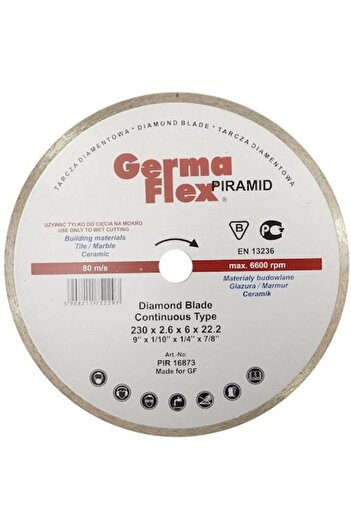 TARCZA DIAMENTOWA • DIAMOND BLADE • TARCZA DIAMENTOWA
Germa
Flex®
PIRAMID
UŻYWAĆ TYLKO DO CIĘCIA NA MOKRO
USE ONLY TO WET CUTTING
Building materials
Tile / Marble
Ceramic
B
EN 13236
80 m/s
max. 6600 rpm
Materiały budowlane
Glazura / Marmur
Ceramik
Diamond Blade
Continuous Type
230 x 2.6 x 6 x 22.2
9" x 1/10" x 1/4" x 7/8"
Art.-No.
PIR 16873
Made for GF